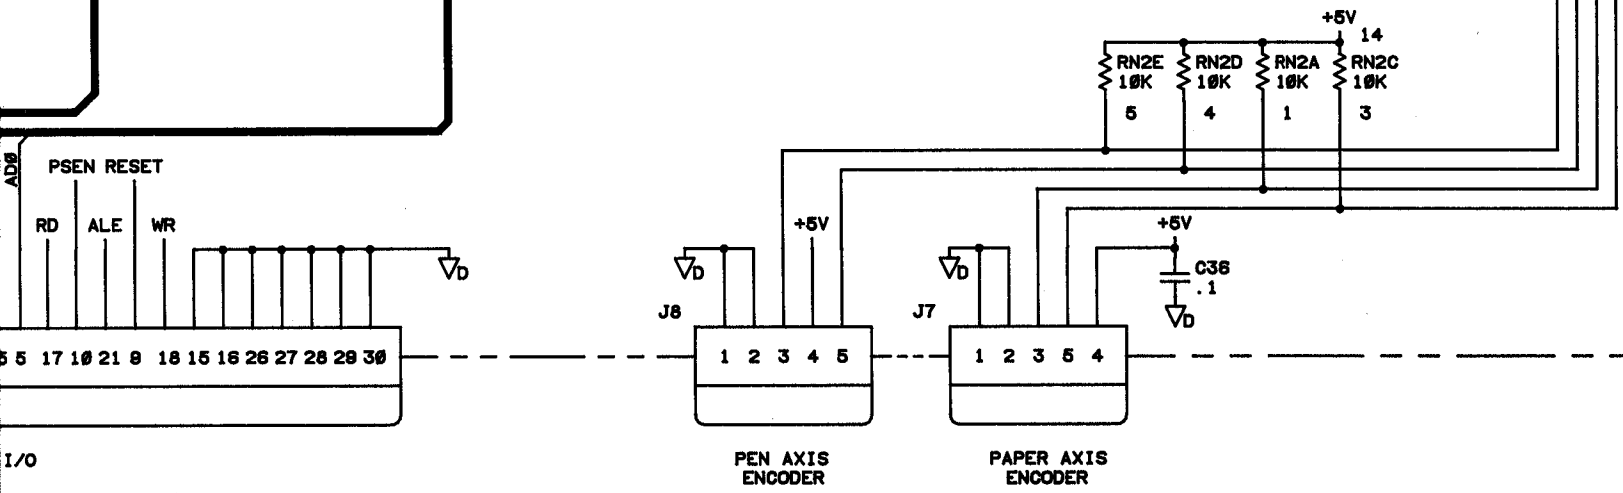 +5V
14
RN2E RN2D RN2A RN2C
10K 10K 10K 10K
5 4 1 3
AD0
PSEN RESET
RD ALE WR
+5V
+5V
D
D
D
C36
.1
D
J8
J7
5 17 10 21 9 18 15 16 26 27 28 29 30
1 2 3 4 5
1 2 3 5 4
I/O
PEN AXIS
ENCODER
PAPER AXIS
ENCODER